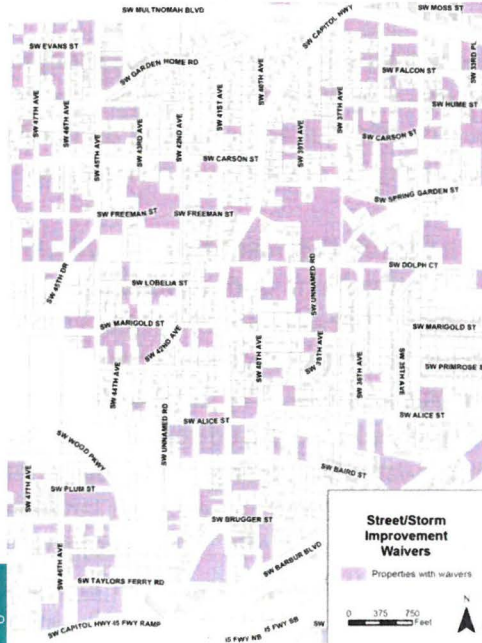 SW MULTNOMAH BLVD
SW MOSS ST
SW CAPITOL HWY
SW EVANS ST
SW GARDEN HOME RD
SW FALCON ST
SW 33RD PL
SW HUME ST
SW 47TH AVE
SW 46TH AVE
SW 45TH AVE
SW 43RD AVE
SW 42ND AVE
SW 41ST AVE
SW 40TH AVE
SW 39TH AVE
SW 37TH AVE
SW CARSON ST
SW CARSON ST
SW SPRING GARDEN ST
SW FREEMAN ST
SW FREEMAN ST
SW 45TH DR
SW DOLPH CT
SW LOBELIA ST
SW UNNAMED RD
SW MARIGOLD ST
SW 42ND AVE
SW MARIGOLD ST
SW 44TH AVE
SW 40TH AVE
SW 36TH AVE
SW 35TH AVE
SW PRIMROSE
SW UNNAMED RD
SW ALICE ST
SW ALICE ST
SW WOOD PKWY
SW 47TH AVE
SW PLUM ST
SW BAIRD ST
SW BRUGGER ST
SW BARBUR BLVD
SW 46TH AVE
SW TAYLORS FERRY RD
SW CAPITOL HWY I5 FWY RAMP
I5 FWY NB
I5 FWY SB
SW
Street/Storm
Improvement
Waivers
Properties with waivers
0 375 750
Feet
N